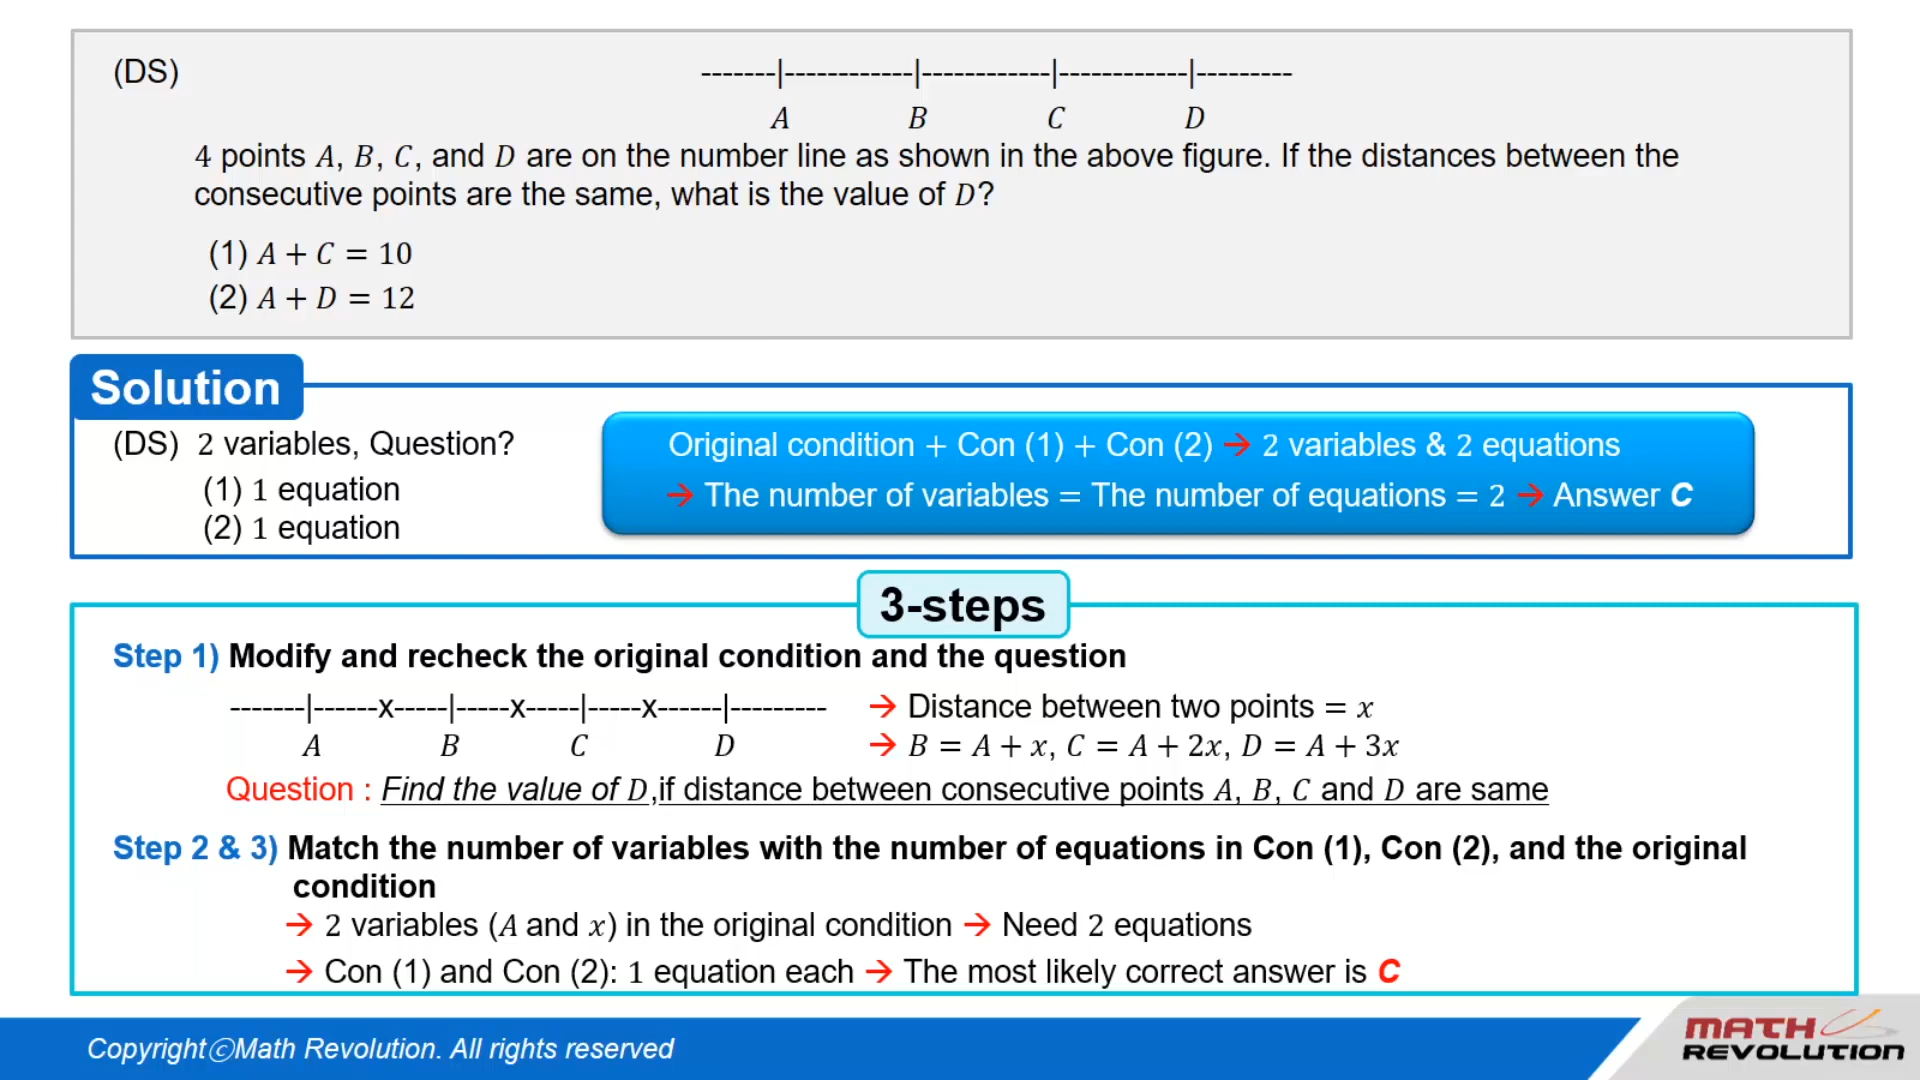 (DS) -------|------------|------------|------------|---------
A B C D
4 points A, B, C, and D are on the number line as shown in the above figure. If the distances between the
consecutive points are the same, what is the value of D?
(1) A + C = 10
(2) A + D = 12
Solution
(DS) 2 variables, Question?
(1) 1 equation
(2) 1 equation
Original condition + Con (1) + Con (2) → 2 variables & 2 equations
→ The number of variables = The number of equations = 2 → Answer C
3-steps
Step 1) Modify and recheck the original condition and the question
-------|------x-----|-----x-----|-----x------|---------
A B C D
→ Distance between two points = x
→ B = A + x, C = A + 2x, D = A + 3x
Question : Find the value of D,if distance between consecutive points A, B, C and D are same
Step 2 & 3) Match the number of variables with the number of equations in Con (1), Con (2), and the original
condition
→ 2 variables (A and x) in the original condition → Need 2 equations
→ Con (1) and Con (2): 1 equation each → The most likely correct answer is C
CopyrightⓒMath Revolution. All rights reserved
MATH
REVOLUTION